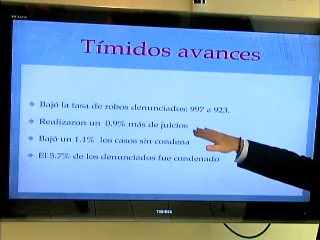 Tímidos avances
Bajó la tasa de robos denunciados: 997 a 923.
Realizaron un 0.9% más de juicios
Bajó un 1.1% los casos sin condena
El 5.7% de los denunciados fue condenado